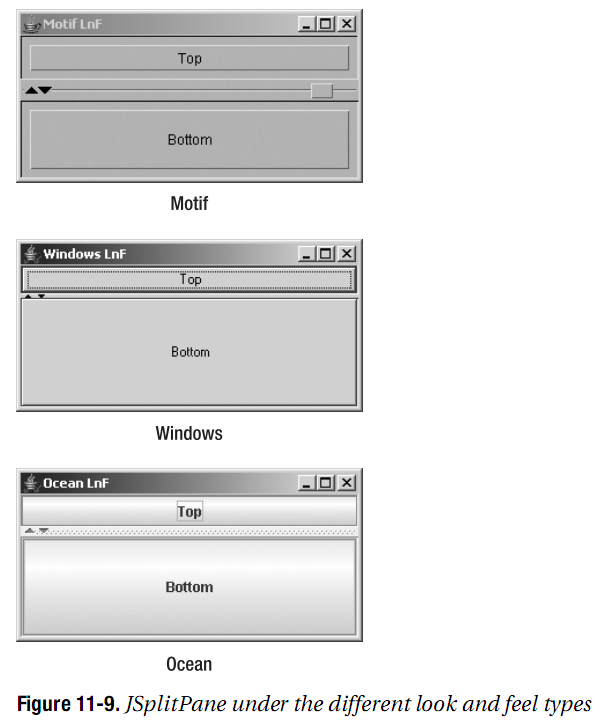 Motif LnF
Top
Bottom
Motif
Windows LnF
Top
Bottom
Windows
Ocean LnF
Top
Bottom
Ocean
Figure 11-9. JSplitPane under the different look and feel types